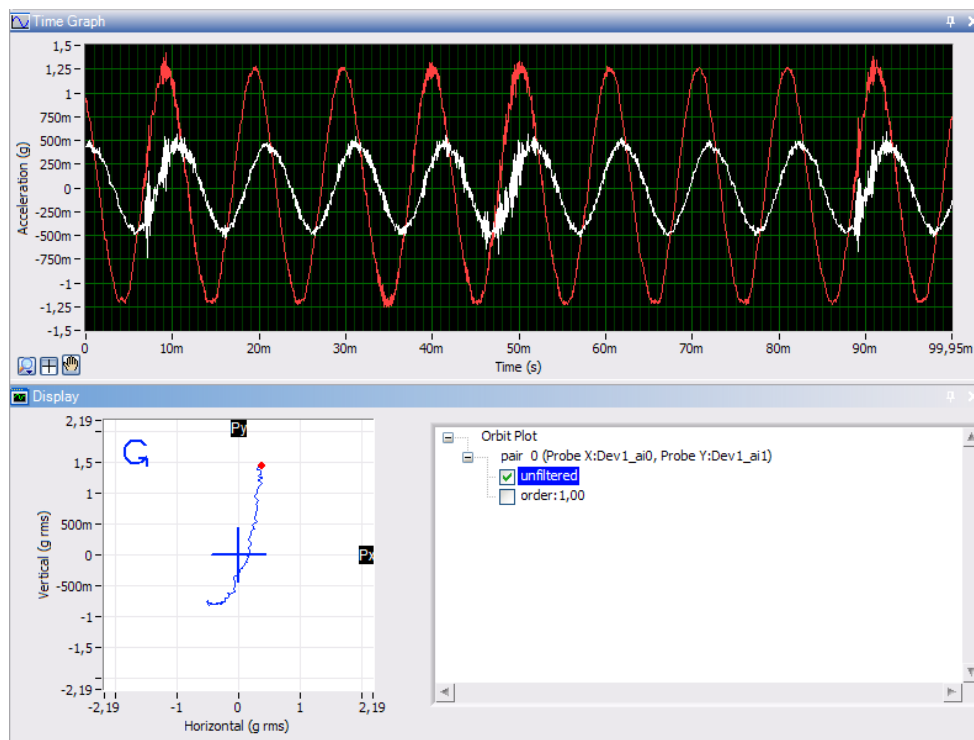 Time Graph
1,5
1,25
1
750m
500m
250m
0
-250m
-500m
-750m
-1
-1,25
-1,5
Acceleration (g)
0 10m 20m 30m 40m 50m 60m 70m 80m 90m 99,95m
Time (s)
Display
2,19
1,5
1
500m
0
-500m
-1
-1,5
-2,19
Vertical (g rms)
Py
Px
-2,19 -1 0 1 2,19
Horizontal (g rms)
Orbit Plot
pair 0 (Probe X:Dev1_ai0, Probe Y:Dev1_ai1)
unfiltered
order:1,00